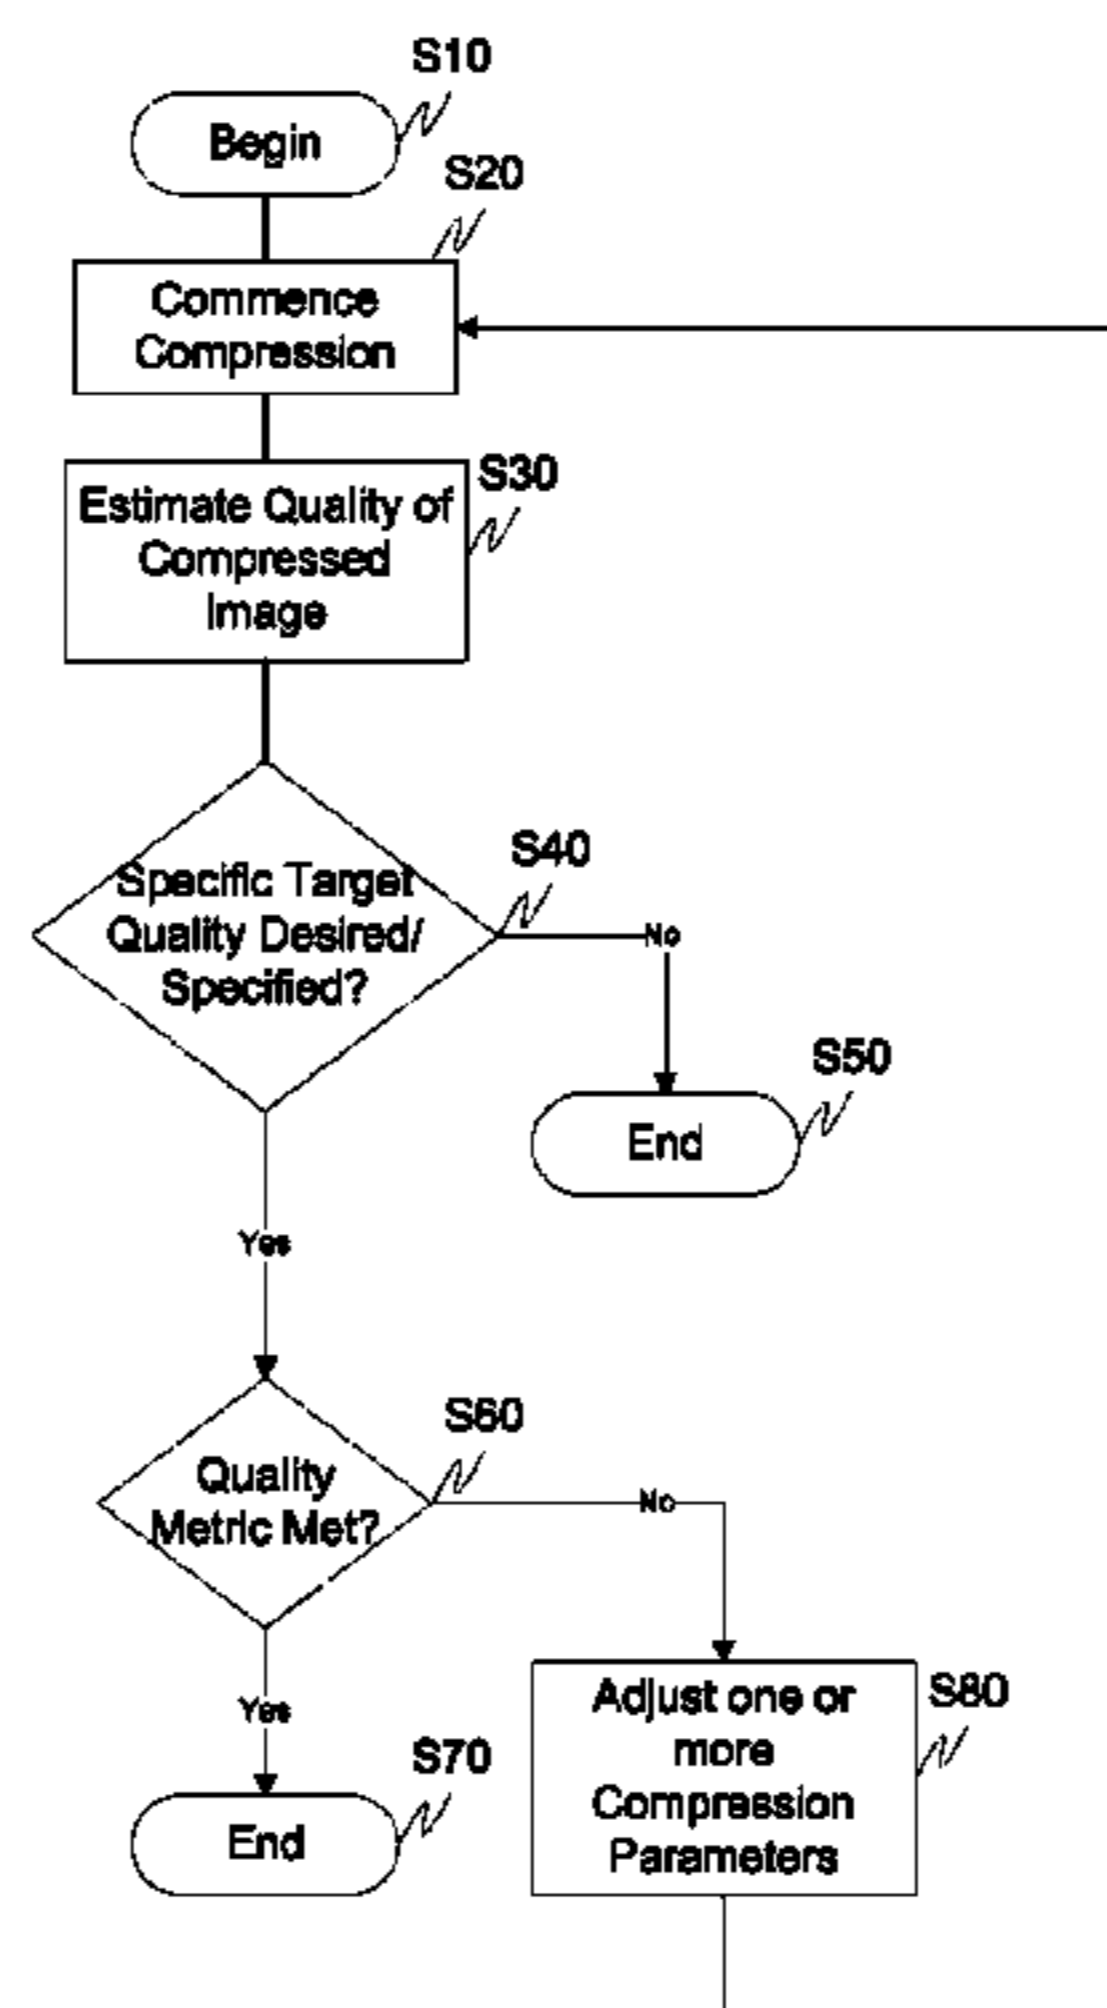 S10
Begin
S20
Commence
Compression
S30
Estimate Quality of
Compressed
Image
S40
Specific Target
Quality Desired/
Specified?
No
S50
End
Yes
S60
Quality
Metric Met?
No
Yes
S70
End
S80
Adjust one or
more
Compression
Parameters